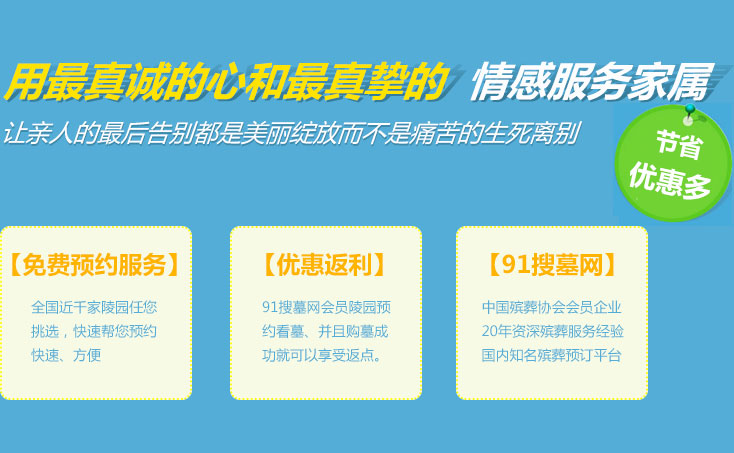 用最真诚的心和最真挚的 情感服务家属
让亲人的最后告别都是美丽绽放而不是痛苦的生死离别
节省
优惠多
【免费预约服务】
全国近千家陵园任您
挑选，快速帮您预约
快速、方便
【优惠返利】
91搜墓网会员陵园预
约看墓、并且购墓成
功就可以享受返点。
【91搜墓网】
中国殡葬协会会员企业
20年资深殡葬服务经验
国内知名殡葬预订平台